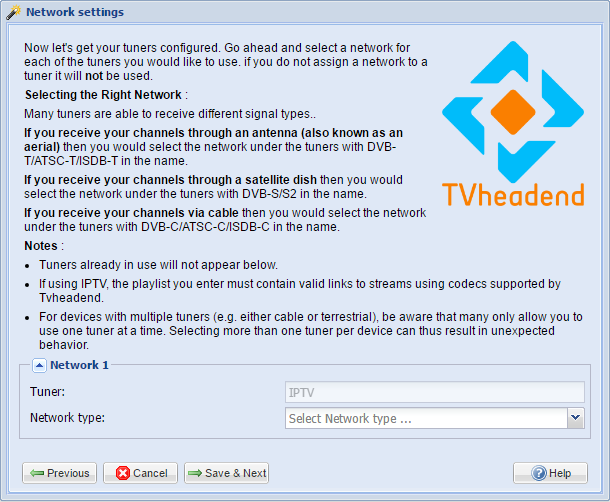 Network settings
Now let's get your tuners configured. Go ahead and select a network for
each of the tuners you would like to use. if you do not assign a network to a
tuner it will not be used.
Selecting the Right Network :
Many tuners are able to receive different signal types..
If you receive your channels through an antenna (also known as an
aerial) then you would select the network under the tuners with DVB-
T/ATSC-T/ISDB-T in the name.
If you receive your channels through a satellite dish then you would
select the network under the tuners with DVB-S/S2 in the name.
If you receive your channels via cable then you would select the network
under the tuners with DVB-C/ATSC-C/ISDB-C in the name.
Notes :
Tuners already in use will not appear below.
If using IPTV, the playlist you enter must contain valid links to streams using codecs supported by
Tvheadend.
For devices with multiple tuners (e.g. either cable or terrestrial), be aware that many only allow you to
use one tuner at a time. Selecting more than one tuner per device can thus result in unexpected
behavior.
TVheadend
Network 1
Tuner: IPTV
Network type: Select Network type ...
Previous Cancel Save & Next Help